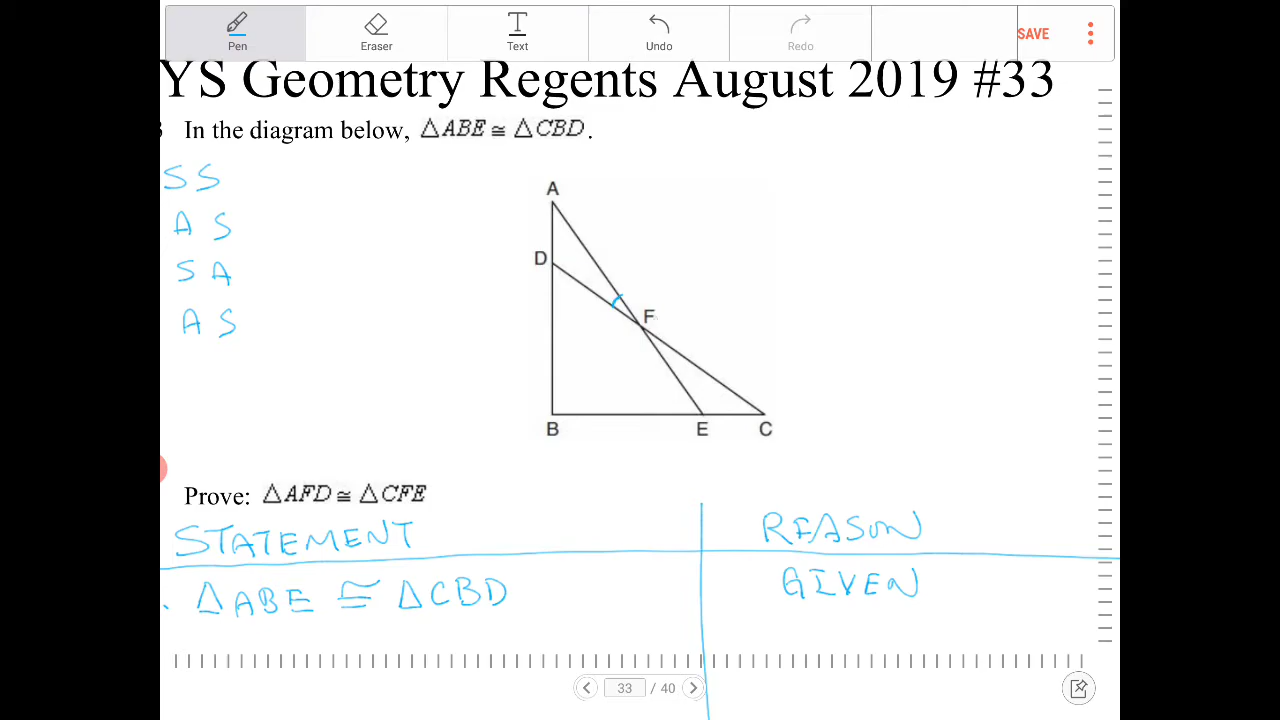 Pen
Eraser
Text
Undo
Redo
SAVE
YS Geometry Regents August 2019 #33
In the diagram below, △ABE ≅ △CBD.
SS
AS
SA
AS
A
D
F
B
E
C
Prove: △AFD ≅ △CFE
STATEMENT
REASON
. △ABE ≅ △CBD
GIVEN
33 / 40